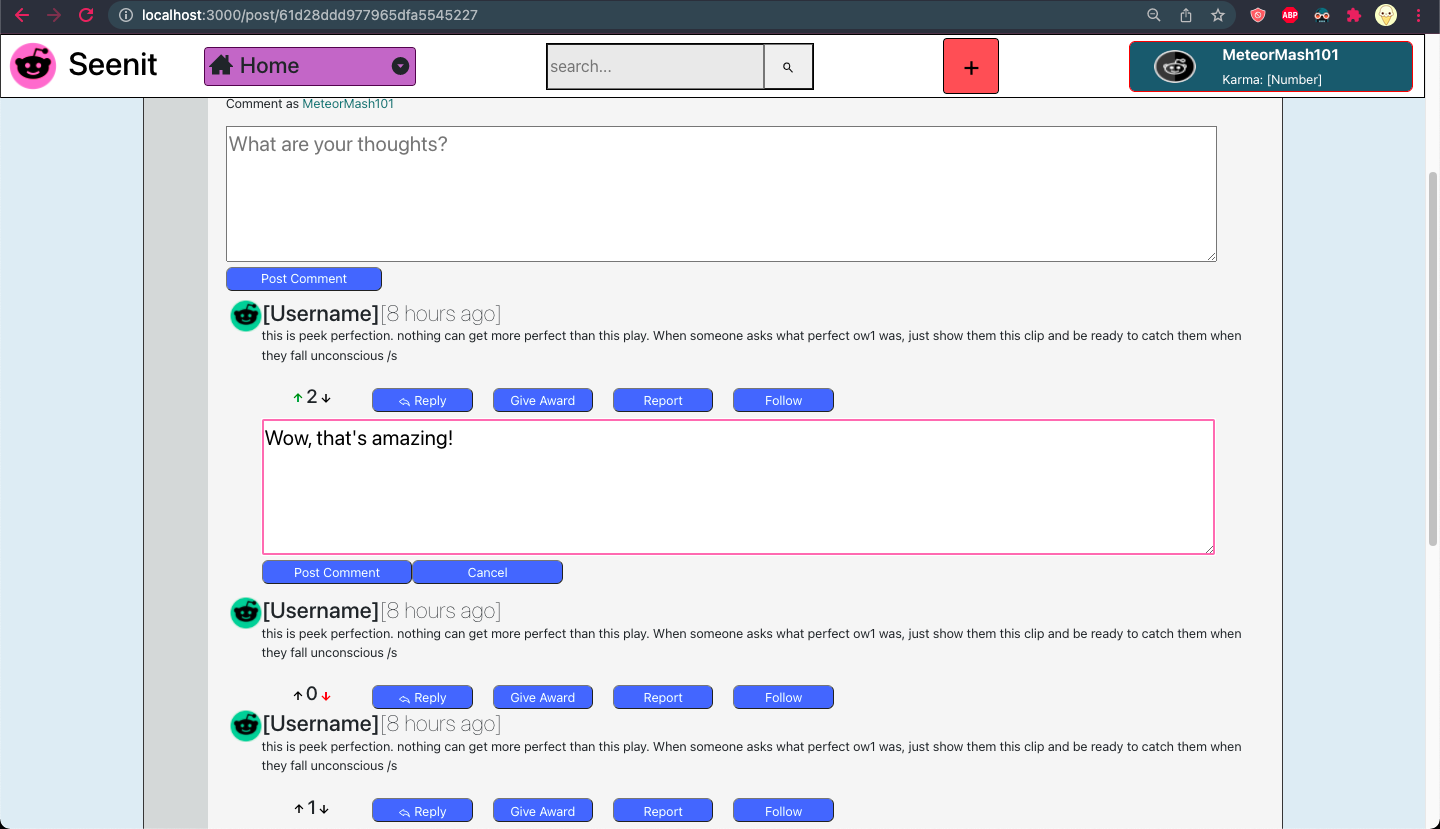 localhost:3000/post/61d28ddd977965dfa5545227
ABP
Seenit
Home
search...
+
MeteorMash101
Karma: [Number]
Comment as MeteorMash101
What are your thoughts?
Post Comment
[Username][8 hours ago]
this is peek perfection. nothing can get more perfect than this play. When someone asks what perfect ow1 was, just show them this clip and be ready to catch them when
they fall unconscious /s
2 Reply Give Award Report Follow
Wow, that's amazing!
Post Comment Cancel
[Username][8 hours ago]
this is peek perfection. nothing can get more perfect than this play. When someone asks what perfect ow1 was, just show them this clip and be ready to catch them when
they fall unconscious /s
0 Reply Give Award Report Follow
[Username][8 hours ago]
this is peek perfection. nothing can get more perfect than this play. When someone asks what perfect ow1 was, just show them this clip and be ready to catch them when
they fall unconscious /s
1 Reply Give Award Report Follow